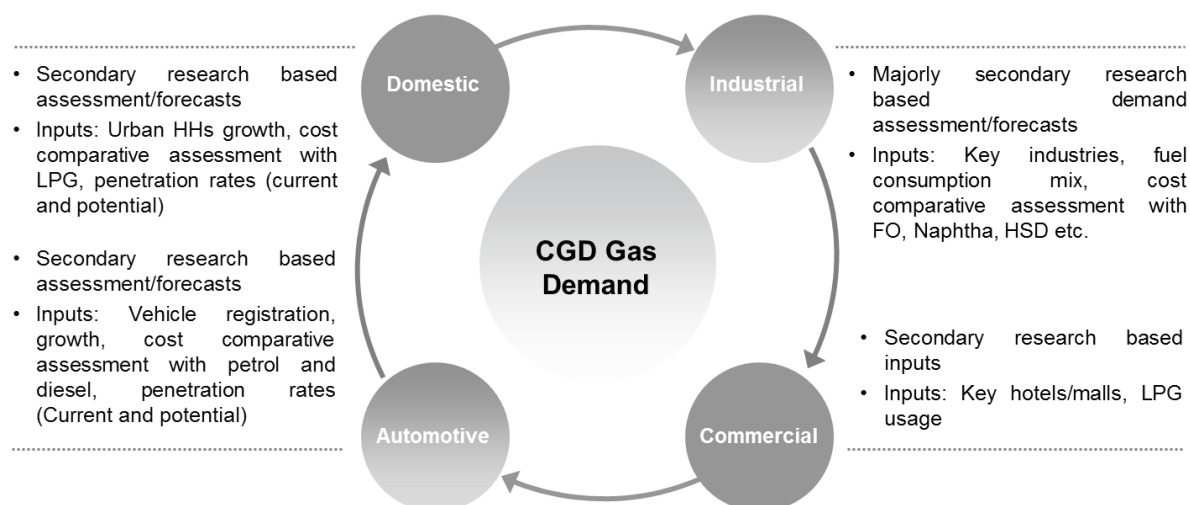 Domestic
Industrial
• Secondary research based
assessment/forecasts
• Inputs: Urban HHs growth, cost
comparative assessment with
LPG, penetration rates (current
and potential)
• Majorly secondary research
based demand
assessment/forecasts
• Inputs: Key industries, fuel
consumption mix, cost
comparative assessment with
FO, Naphtha, HSD etc.
CGD Gas
Demand
• Secondary research based
assessment/forecasts
• Inputs: Vehicle registration,
growth, cost comparative
assessment with petrol and
diesel, penetration rates
(Current and potential)
• Secondary research based
inputs
• Inputs: Key hotels/malls, LPG
usage
Automotive
Commercial